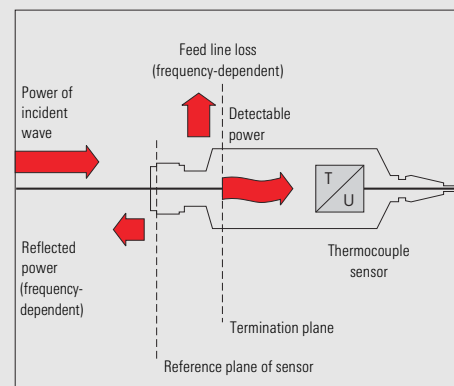 Feed line loss
(frequency-dependent)
Power of
incident
wave
Detectable
power
T
U
Reflected
power
(frequency-
dependent)
Thermocouple
sensor
Termination plane
Reference plane of sensor